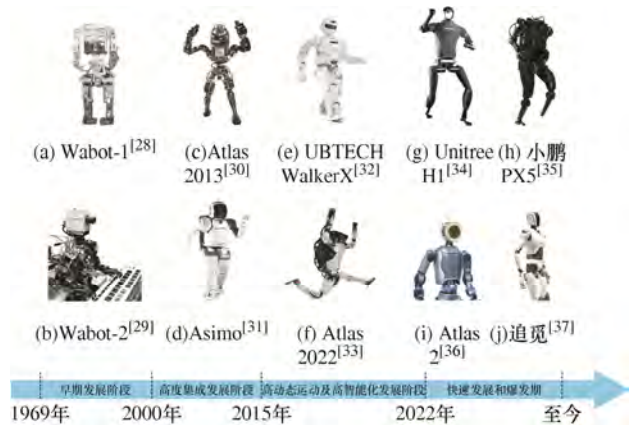 (a) Wabot-1[28]
(c)Atlas
2013[30]
(e) UBTECH
WalkerX[32]
(g) Unitree
H1[34]
(h) 小鹏
PX5[35]
(b)Wabot-2[29]
(d)Asimo[31]
(f) Atlas
2022[33]
(i) Atlas
2[36]
(j)追觅[37]
早期发展阶段
高度集成发展阶段
高动态运动及高智能化发展阶段
快速发展和爆发期
1969年
2000年
2015年
2022年
至今